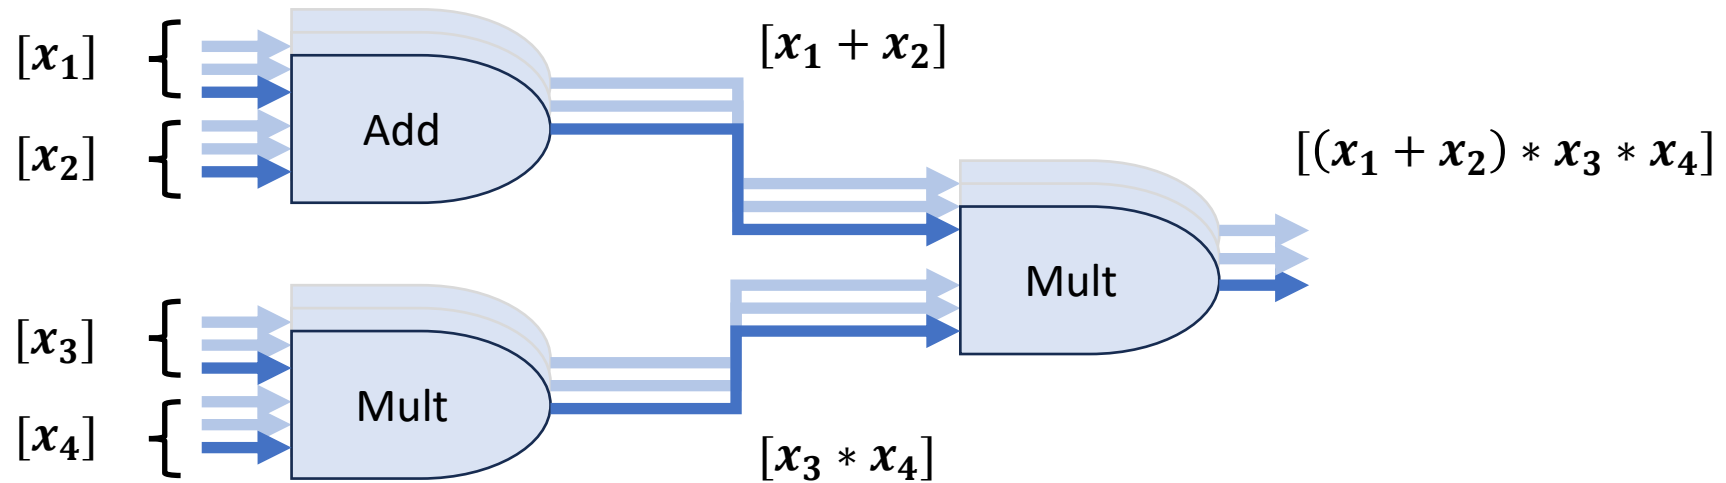 [x₁]
[x₂]
Add
[x₁ + x₂]
[x₃]
[x₄]
Mult
[x₃ * x₄]
Mult
[(x₁ + x₂) * x₃ * x₄]